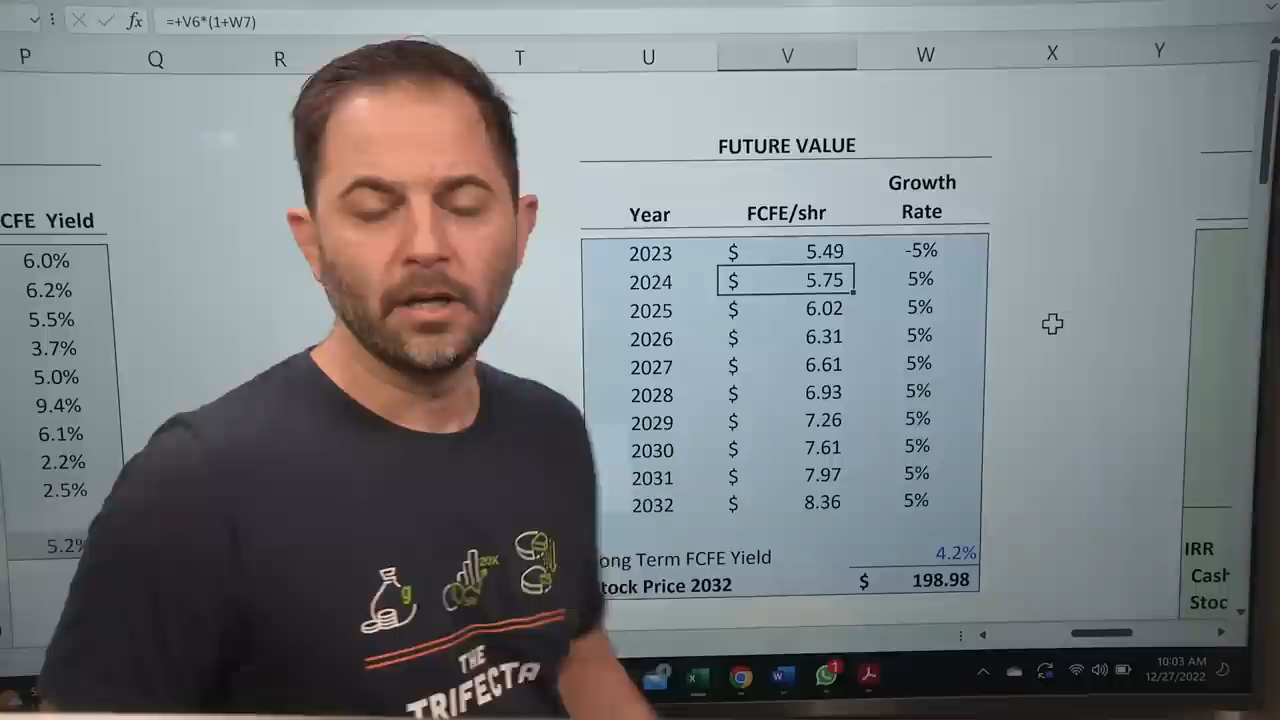 fx =+V6*(1+W7)
P Q R T U V W X Y
FUTURE VALUE
CFE Yield
Year FCFE/shr Growth Rate
6.0%
6.2%
5.5%
3.7%
5.0%
9.4%
6.1%
2.2%
2.5%
5.2%
2023 $ 5.49 -5%
2024 $ 5.75 5%
2025 $ 6.02 5%
2026 $ 6.31 5%
2027 $ 6.61 5%
2028 $ 6.93 5%
2029 $ 7.26 5%
2030 $ 7.61 5%
2031 $ 7.97 5%
2032 $ 8.36 5%
ong Term FCFE Yield 4.2%
tock Price 2032 $ 198.98
IRR
Cash
Stoc
g
20X
THE
TRIFECTA
1
10:03 AM
12/27/2022